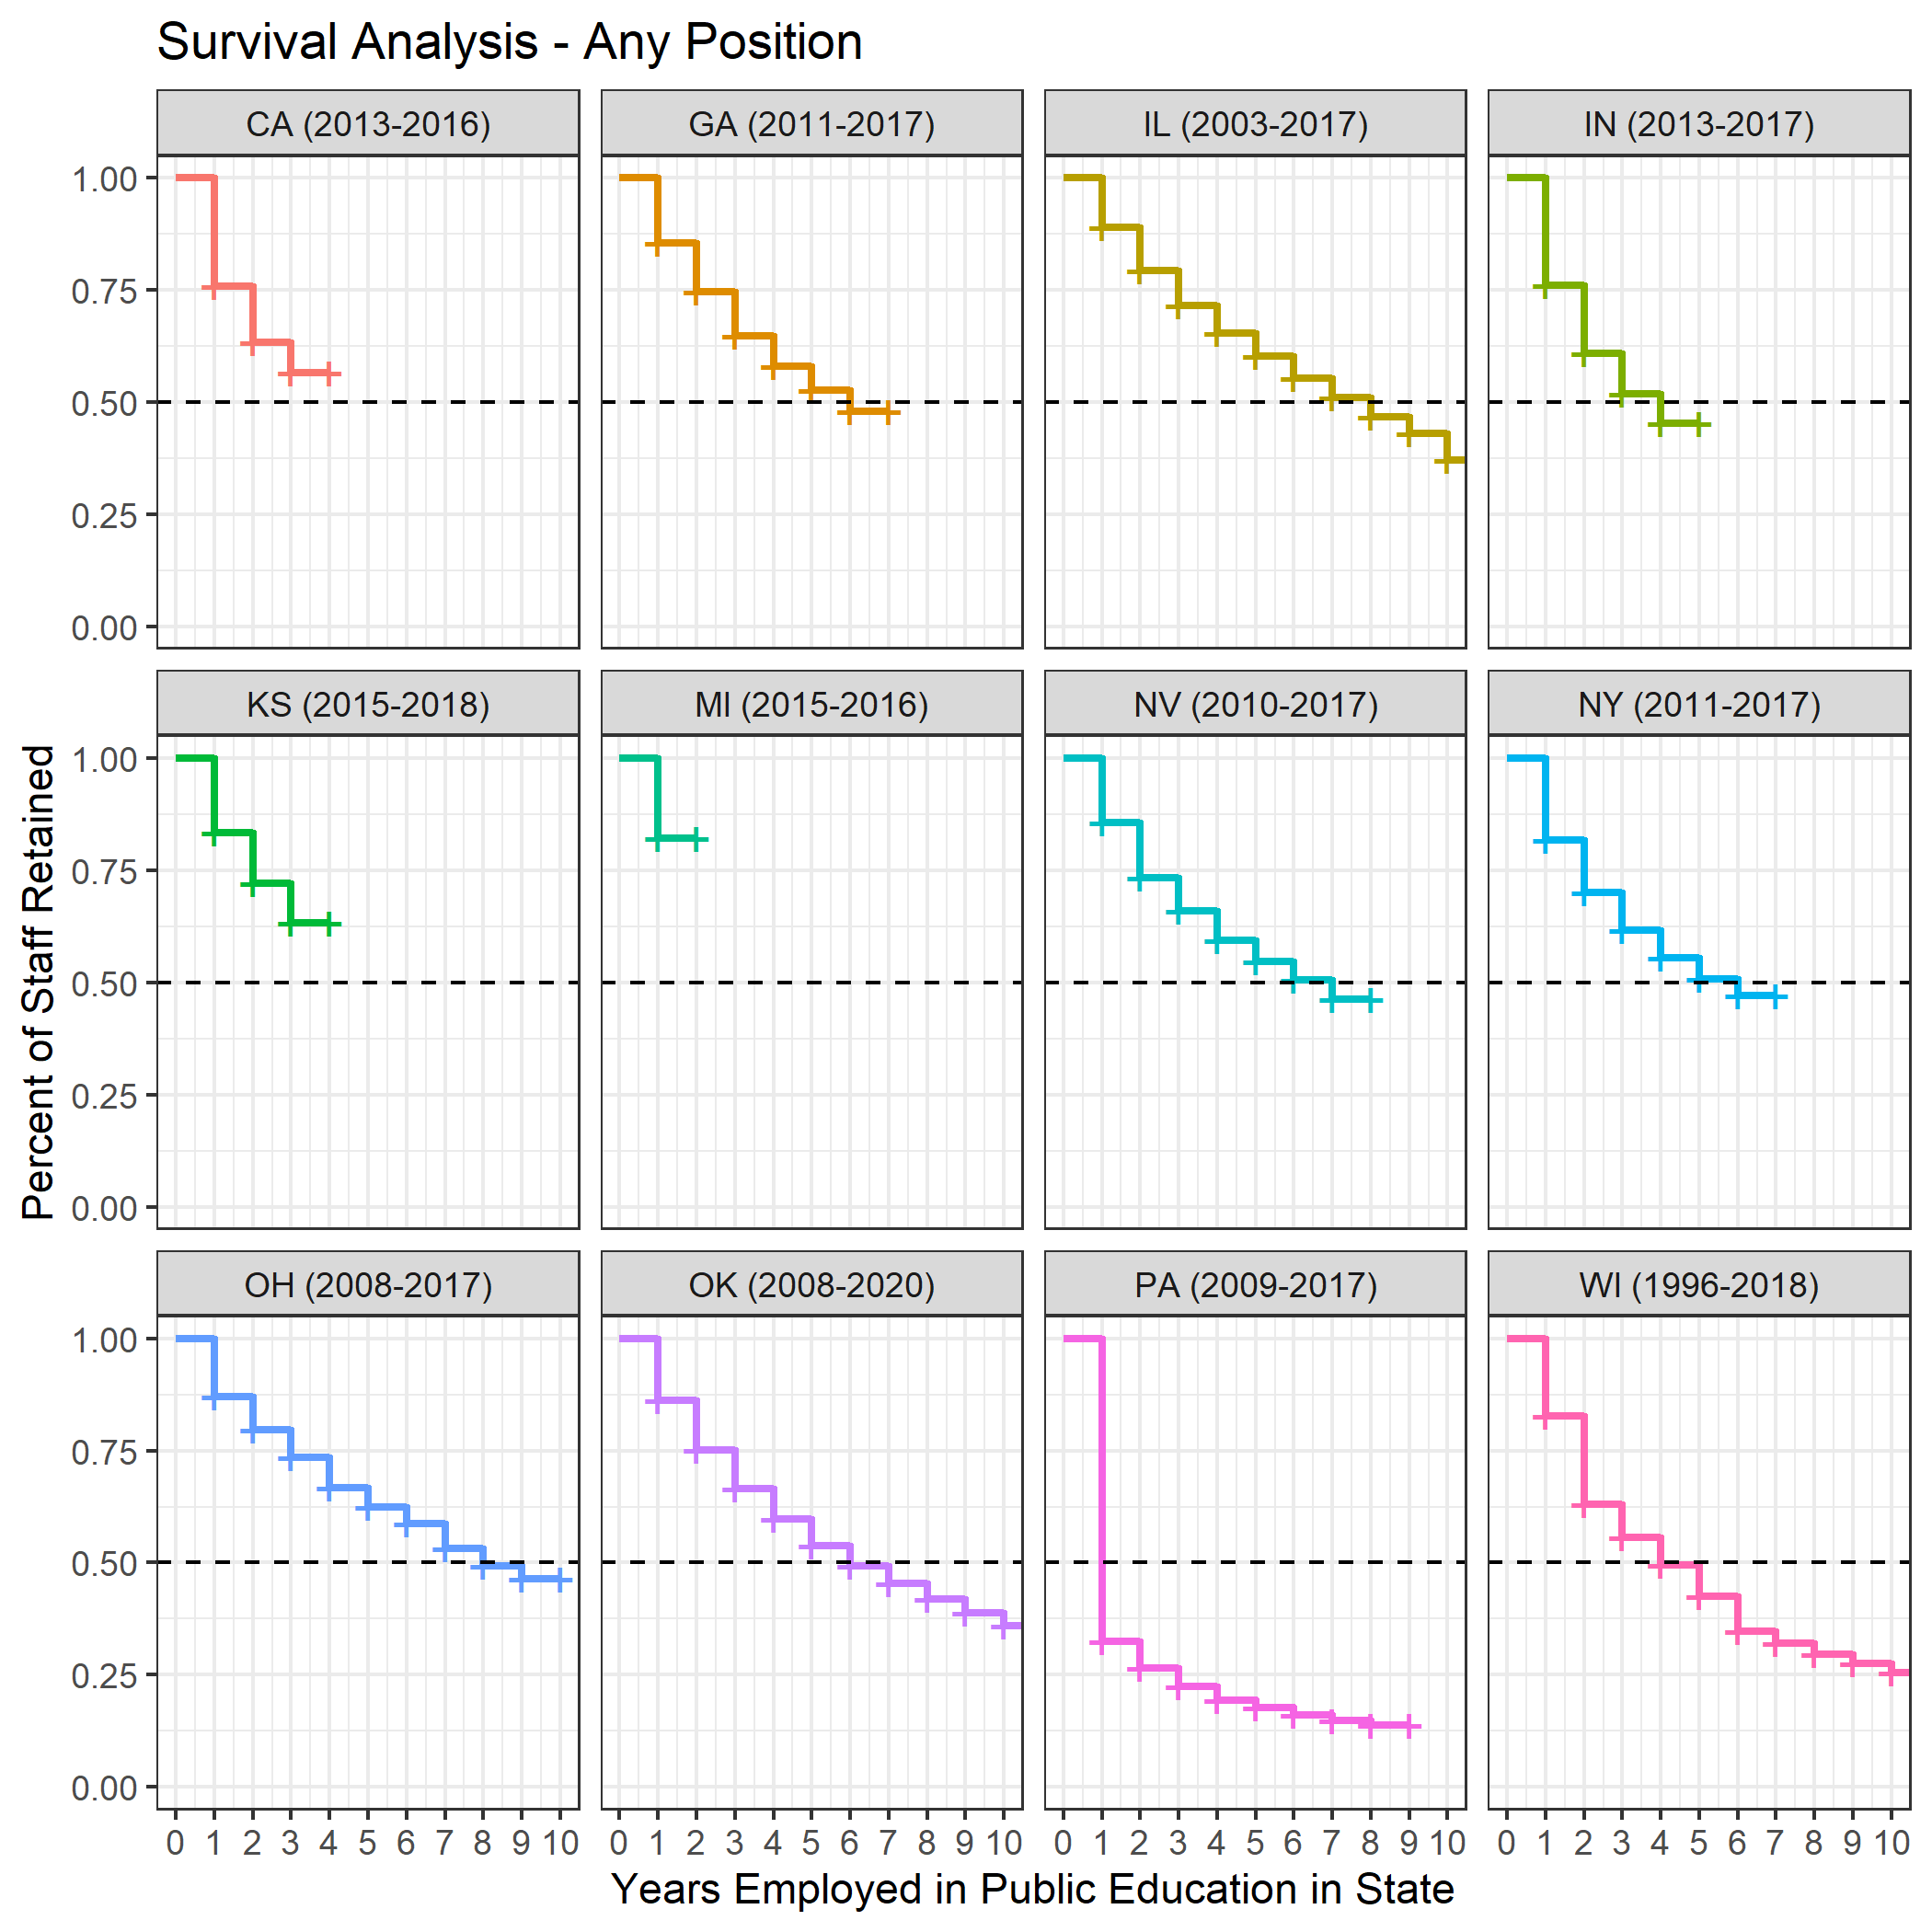 Survival Analysis - Any Position
CA (2013-2016) GA (2011-2017) IL (2003-2017) IN (2013-2017)
1.00
0.75
0.50
0.25
0.00
KS (2015-2018) MI (2015-2016) NV (2010-2017) NY (2011-2017)
Percent of Staff Retained
1.00
0.75
0.50
0.25
0.00
OH (2008-2017) OK (2008-2020) PA (2009-2017) WI (1996-2018)
1.00
0.75
0.50
0.25
0.00
0 1 2 3 4 5 6 7 8 9 10 0 1 2 3 4 5 6 7 8 9 10 0 1 2 3 4 5 6 7 8 9 10 0 1 2 3 4 5 6 7 8 9 10
Years Employed in Public Education in State